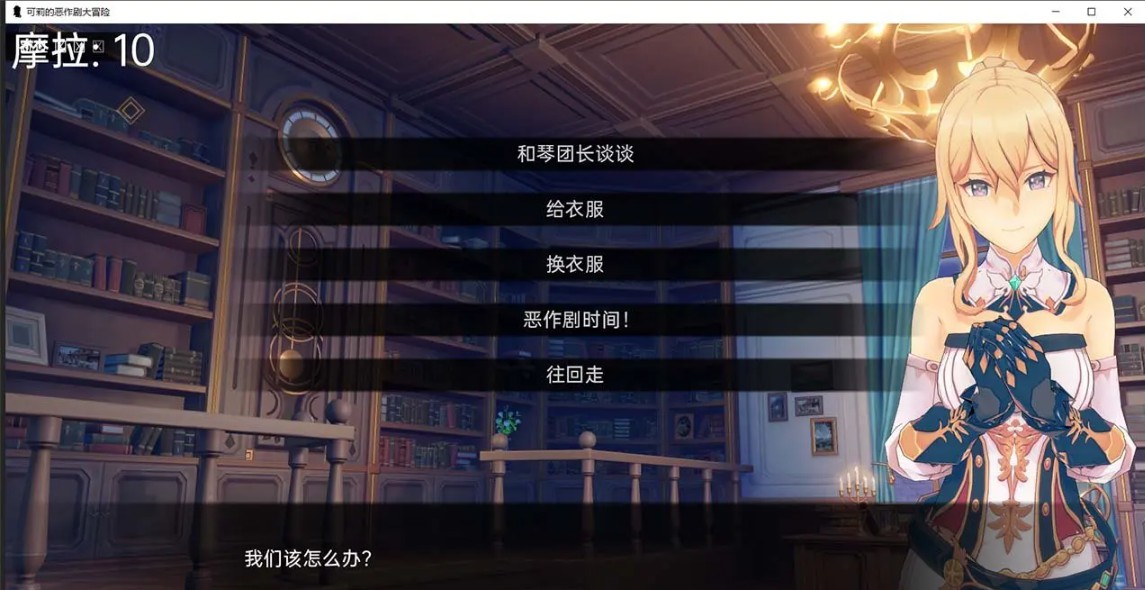 可莉的恶作剧大冒险
摩拉: 10
和琴团长谈谈
给衣服
换衣服
恶作剧时间!
往回走
我们该怎么办?